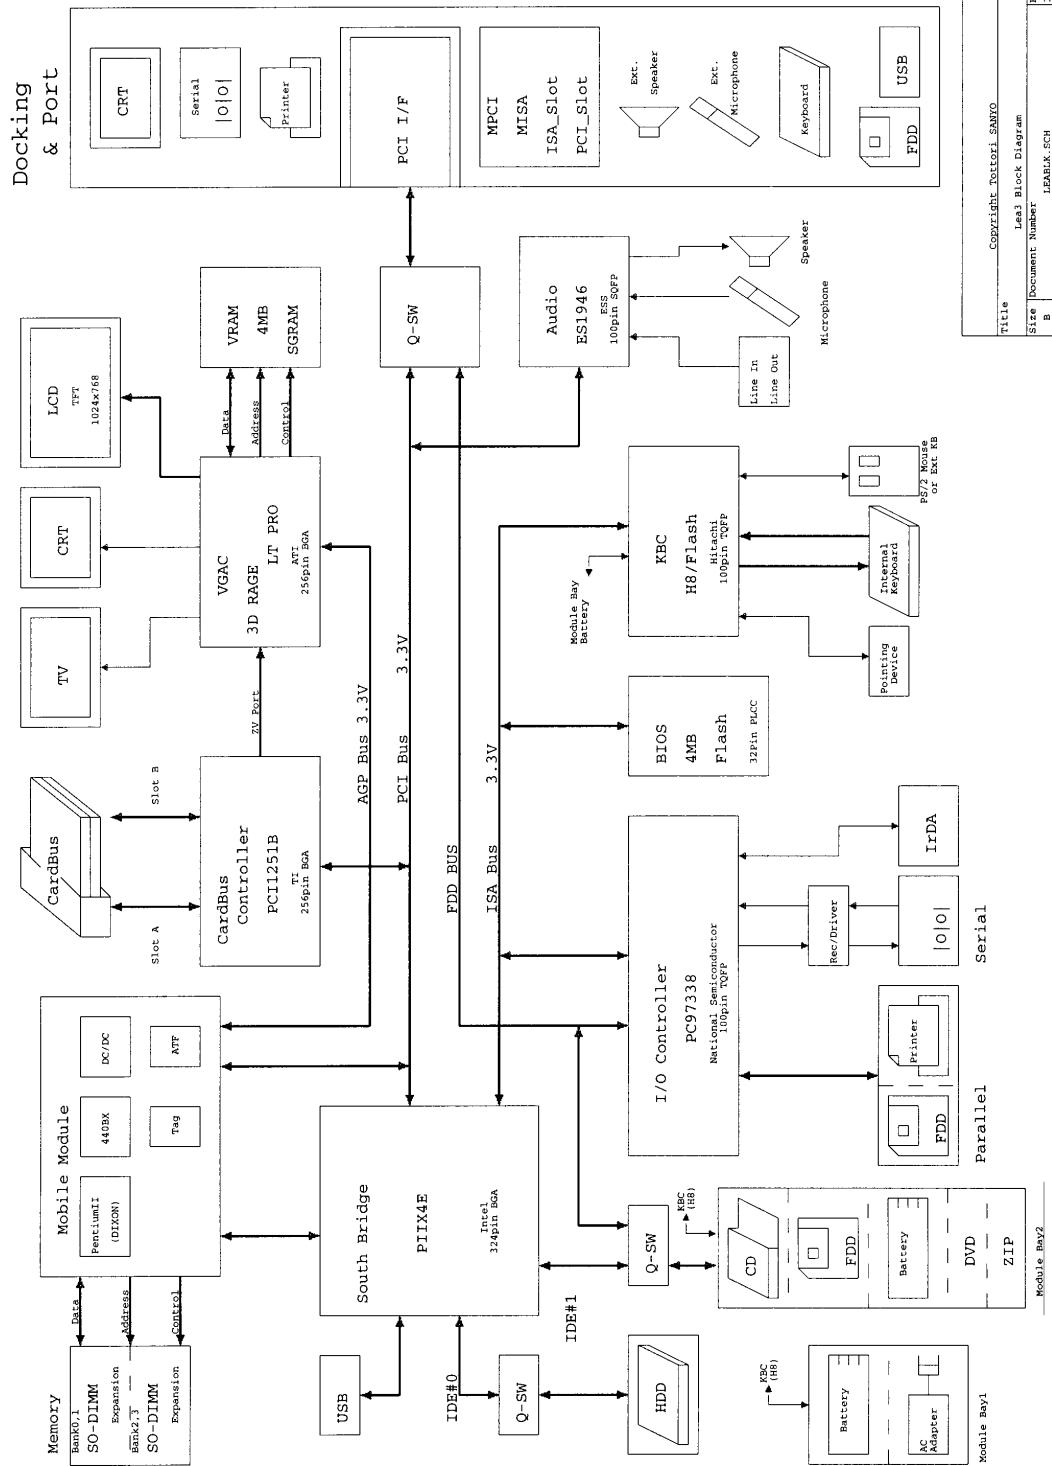 Docking
& Port
CRT
Serial
|O|O|
Printer
PCI I/F
MPCI
MISA
ISA_Slot
PCI_Slot
Ext.
Speaker
Ext.
Microphone
Keyboard
FDD
USB
LCD
TFT
1024x768
CRT
TV
VRAM
4MB
SGRAM
Data
Address
Control
VGAC
3D RAGE
LT PRO
ATI
256pin BGA
ZV Port
Q-SW
Audio
ES1946
ESS
100pin SQFP
Speaker
Microphone
Line In
Line Out
CardBus
Slot A
Slot B
CardBus
Controller
PCI1251B
TI
256pin BGA
AGP Bus 3.3V
PCI Bus 3.3V
FDD BUS
ISA Bus 3.3V
Module Bay
Battery
KBC
H8/Flash
Hitachi
100pin TQFP
PS/2 Mouse
or Ext KB
Internal
Keyboard
Pointing
Device
BIOS
4MB
Flash
32Pin PLCC
I/O Controller
PC97338
National Semiconductor
100pin TQFP
IrDA
Rec/Driver
|O|O|
Serial
Printer
FDD
Parallel
Mobile Module
PentiumII
(DIXON)
440BX
DC/DC
Tag
ATF
Memory
Bank0,1
SO-DIMM
Expansion
Bank2,3
SO-DIMM
Expansion
Data
Address
Control
South Bridge
PIIX4E
Intel
324pin BGA
USB
IDE#0
IDE#1
Q-SW
HDD
Q-SW
KBC
(H8)
CD
FDD
Battery
DVD
ZIP
Module Bay2
KBC
(H8)
Battery
AC
Adapter
Module Bay1
Copyright Tottori SANYO
Title
Lea3 Block Diagram
Size
Document Number
B
LEABLK.SCH